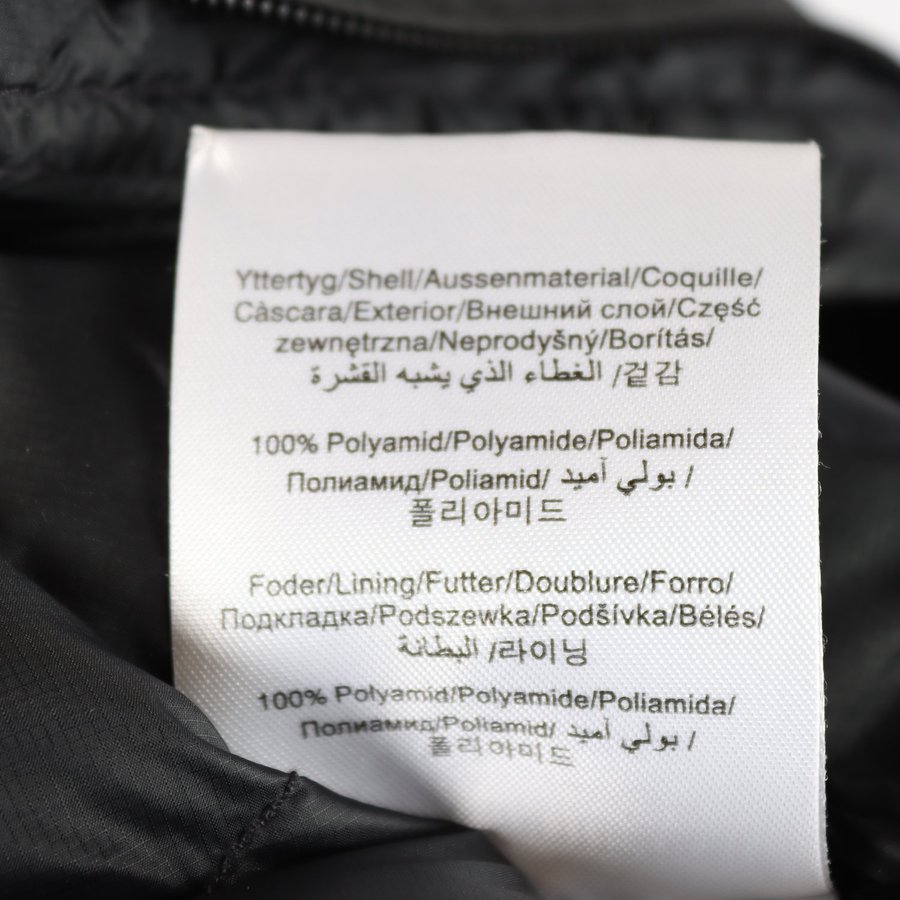 Yttertyg/Shell/Aussenmaterial/Coquille/
Càscara/Exterior/Внешний слой/Część
zewnętrzna/Neprodyšný/Borítás/
겉감/ الغطاء الذي يشبه القشرة
100% Polyamid/Polyamide/Poliamida/
Полиамид/Poliamid/ بولي أميد /
폴리아미드
Foder/Lining/Futter/Doublure/Forro/
Подкладка/Podszewka/Podšívka/Bélés/
البطانة /라이닝
100% Polyamid/Polyamide/Poliamida/
Полиамид/Poliamid/ بولي أميد /
폴리아미드